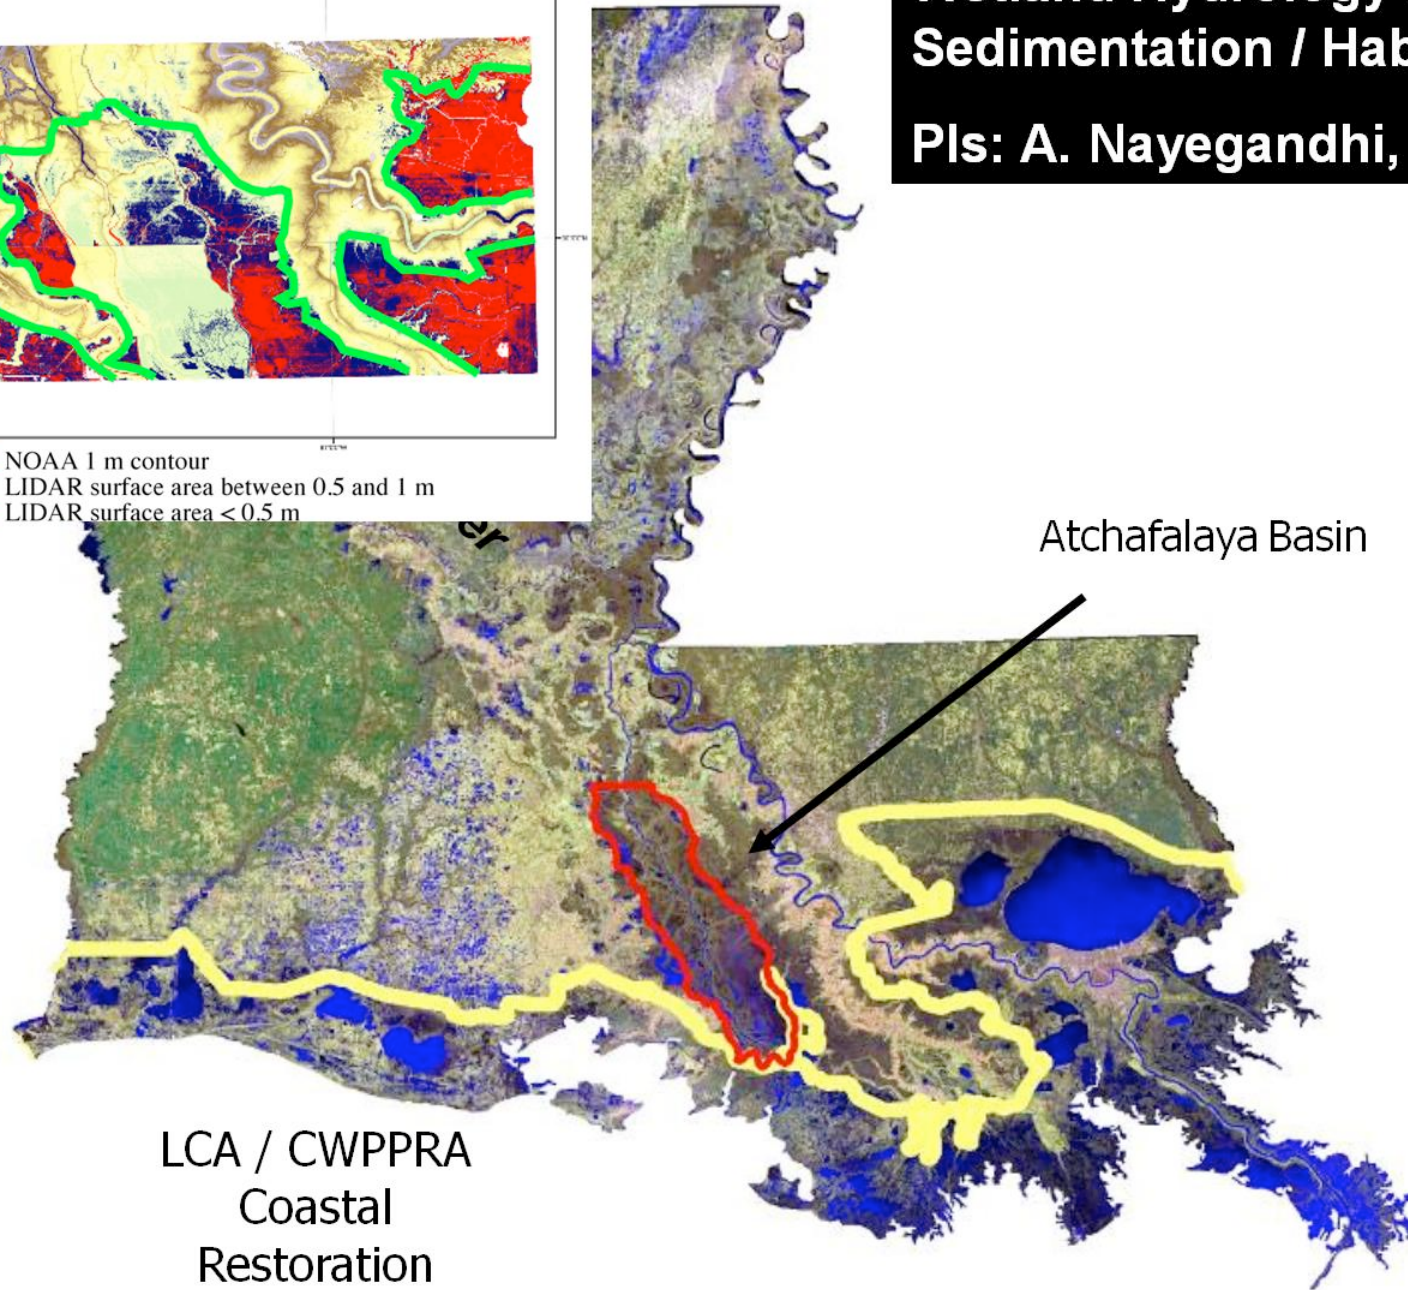 Sedimentation / Hab
PIs: A. Nayegandhi,
NOAA 1 m contour
LIDAR surface area between 0.5 and 1 m
LIDAR surface area < 0.5 m
er
Atchafalaya Basin
LCA / CWPPRA
Coastal
Restoration